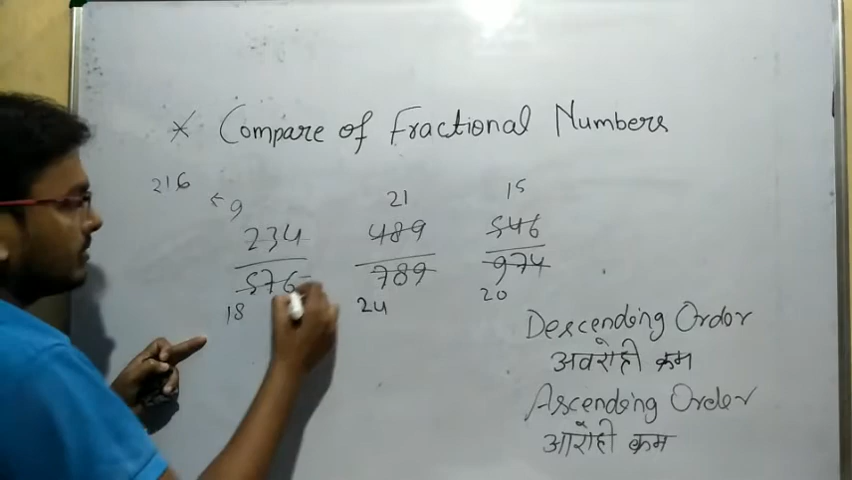 * Compare of Fractional Numbers
216 ← 9 21 15
234 489 546
576 789 974
18 24 20
Descending Order
अवरोही क्रम
Ascending Order
आरोही क्रम